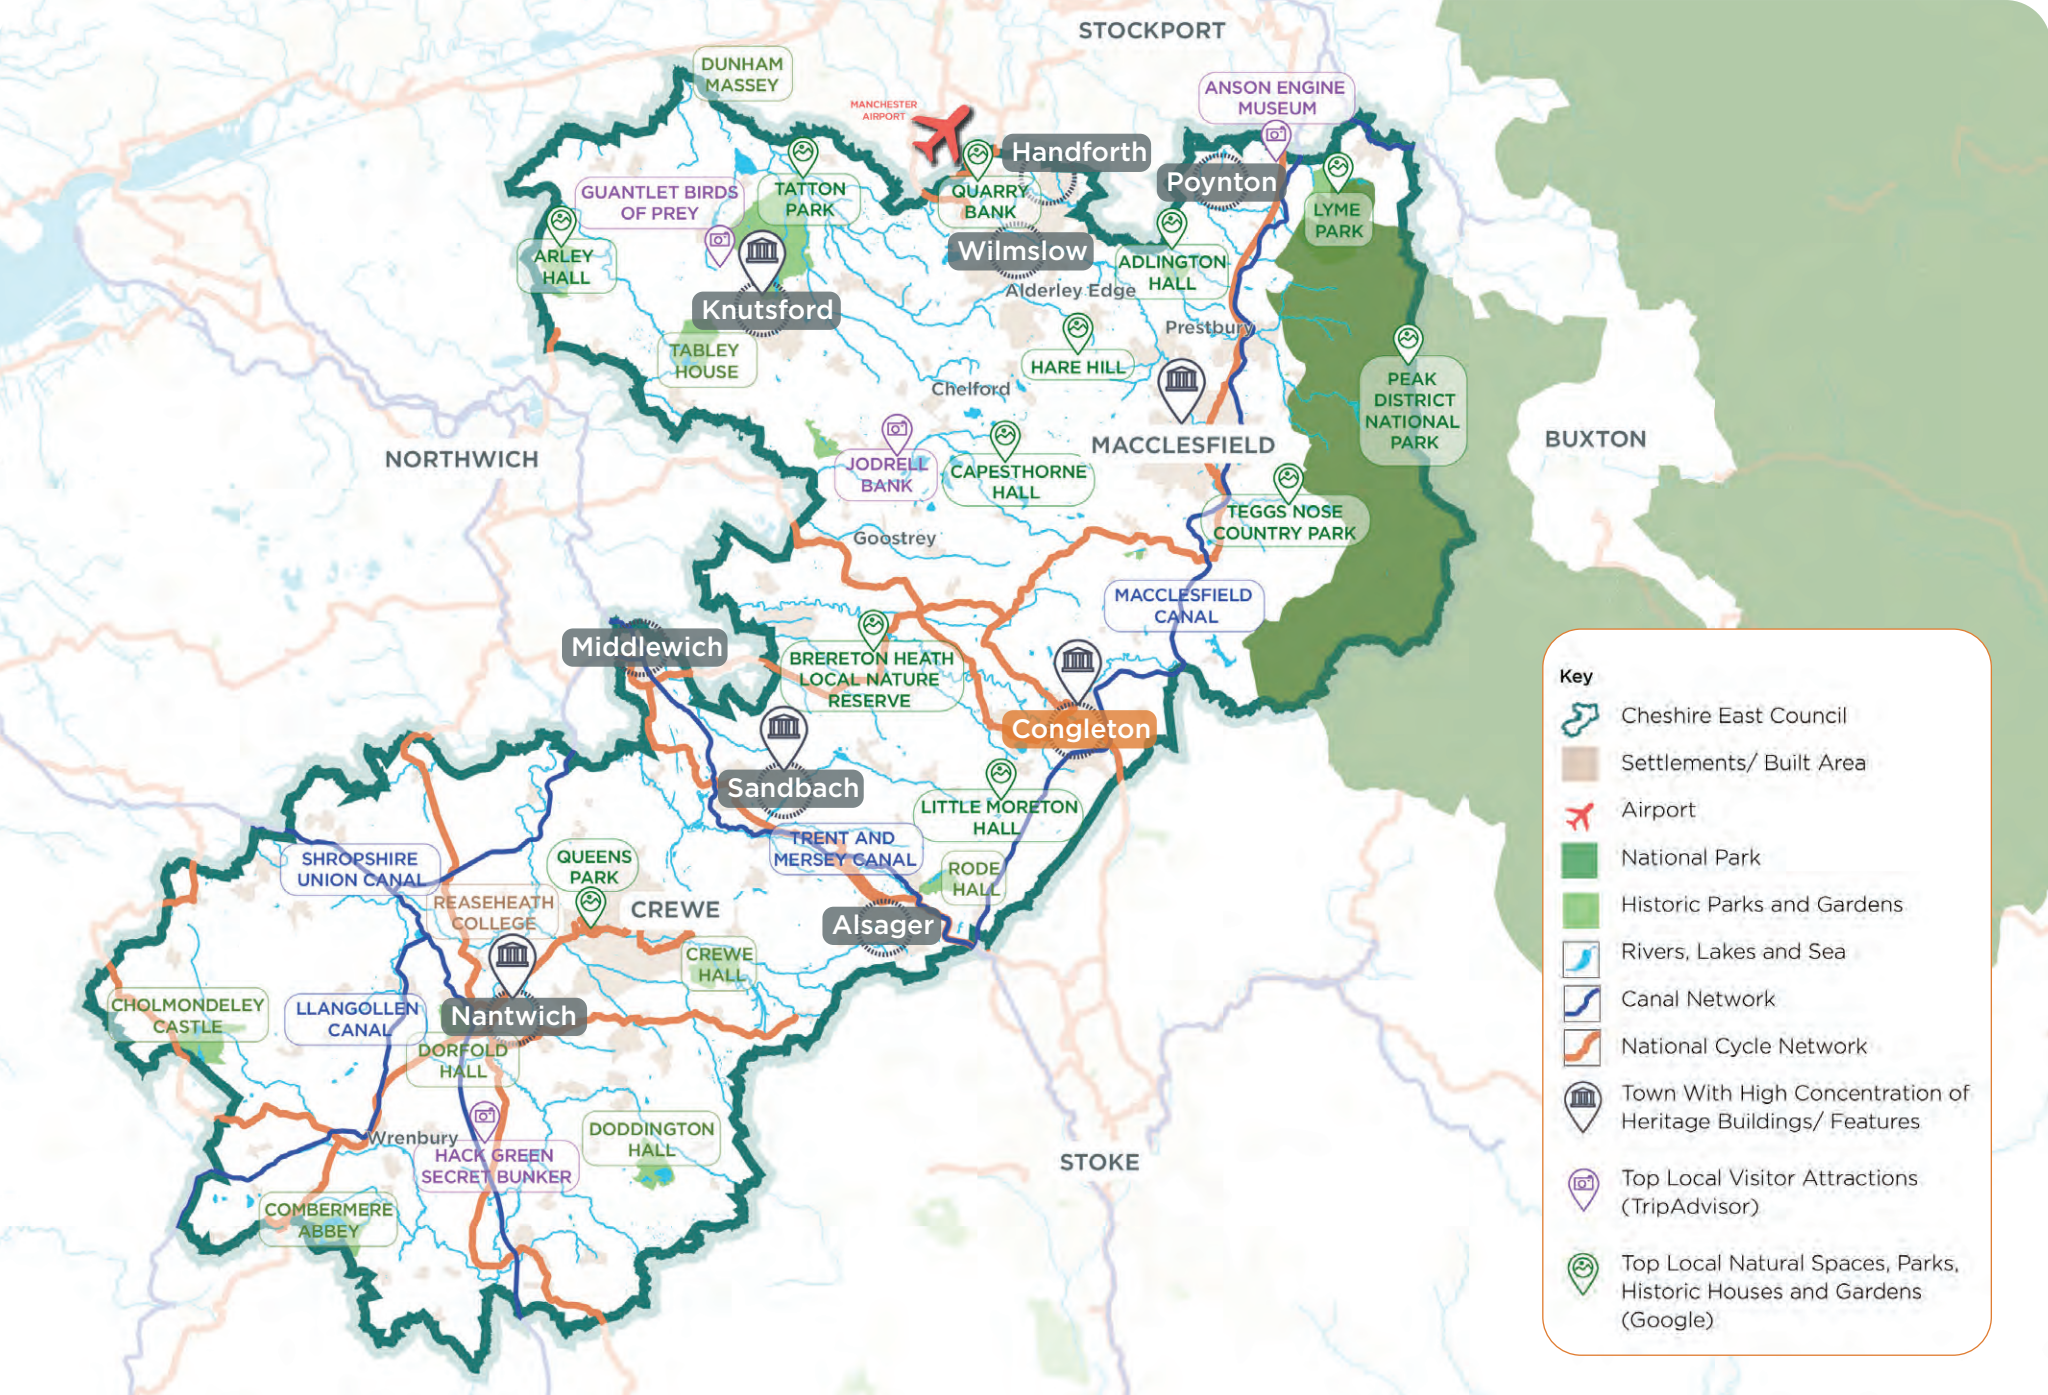 STOCKPORT
DUNHAM
MASSEY
MANCHESTER
AIRPORT
ANSON ENGINE
MUSEUM
Handforth
Poynton
GUANTLET BIRDS
OF PREY
TATTON
PARK
QUARRY
BANK
LYME
PARK
ARLEY
HALL
Wilmslow
ADLINGTON
HALL
Alderley Edge
Knutsford
Prestbury
TABLEY
HOUSE
HARE HILL
Chelford
PEAK
DISTRICT
NATIONAL
PARK
NORTHWICH
MACCLESFIELD
BUXTON
JODRELL
BANK
CAPESTHORNE
HALL
TEGGS NOSE
COUNTRY PARK
Goostrey
MACCLESFIELD
CANAL
Middlewich
BRERETON HEATH
LOCAL NATURE
RESERVE
Congleton
Sandbach
LITTLE MORETON
HALL
TRENT AND
MERSEY CANAL
SHROPSHIRE
UNION CANAL
QUEENS
PARK
RODE
HALL
REASEHEATH
COLLEGE
CREWE
Alsager
CREWE
HALL
CHOLMONDELEY
CASTLE
LLANGOLLEN
CANAL
Nantwich
DORFOLD
HALL
Wrenbury
HACK GREEN
SECRET BUNKER
DODDINGTON
HALL
STOKE
COMBERMERE
ABBEY
Key
Cheshire East Council
Settlements/ Built Area
Airport
National Park
Historic Parks and Gardens
Rivers, Lakes and Sea
Canal Network
National Cycle Network
Town With High Concentration of
Heritage Buildings/ Features
Top Local Visitor Attractions
(TripAdvisor)
Top Local Natural Spaces, Parks,
Historic Houses and Gardens
(Google)